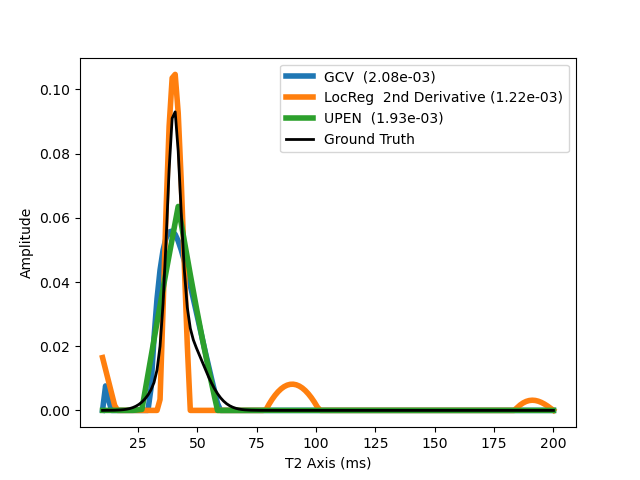 GCV  (2.08e-03)
LocReg  2nd Derivative (1.22e-03)
UPEN  (1.93e-03)
Ground Truth
0.10
0.08
0.06
0.04
0.02
0.00
Amplitude
25 50 75 100 125 150 175 200
T2 Axis (ms)